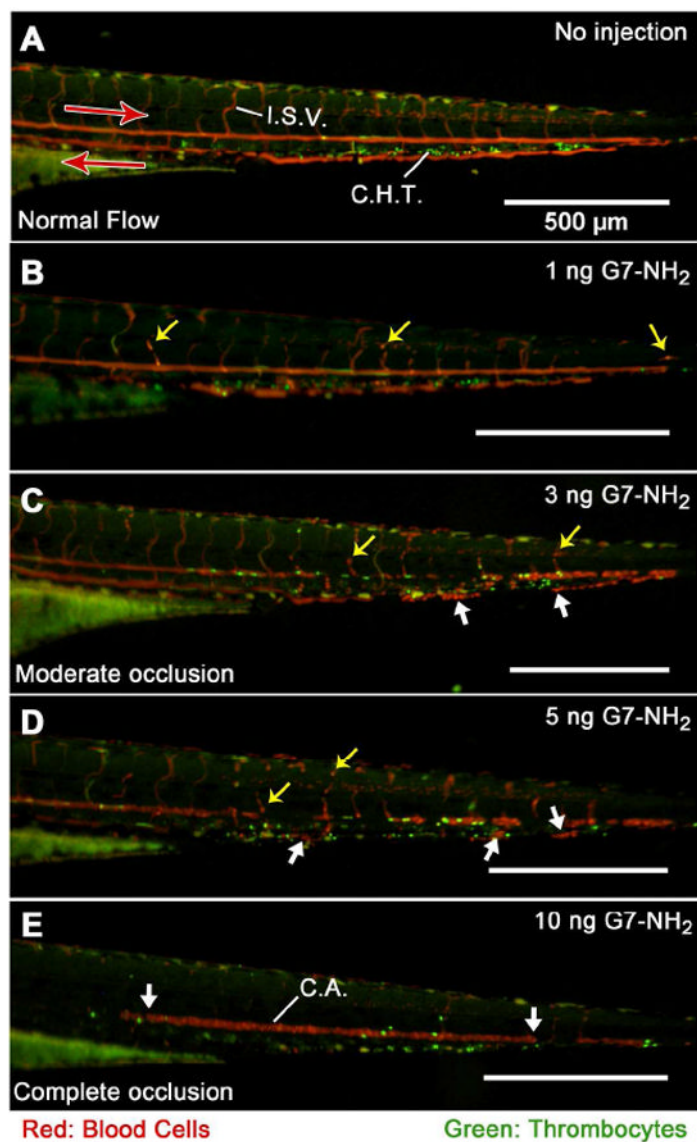 A
No injection
I.S.V.
C.H.T.
Normal Flow
500 µm
B
1 ng G7-NH₂
C
3 ng G7-NH₂
Moderate occlusion
D
5 ng G7-NH₂
E
10 ng G7-NH₂
C.A.
Complete occlusion
Red: Blood Cells Green: Thrombocytes